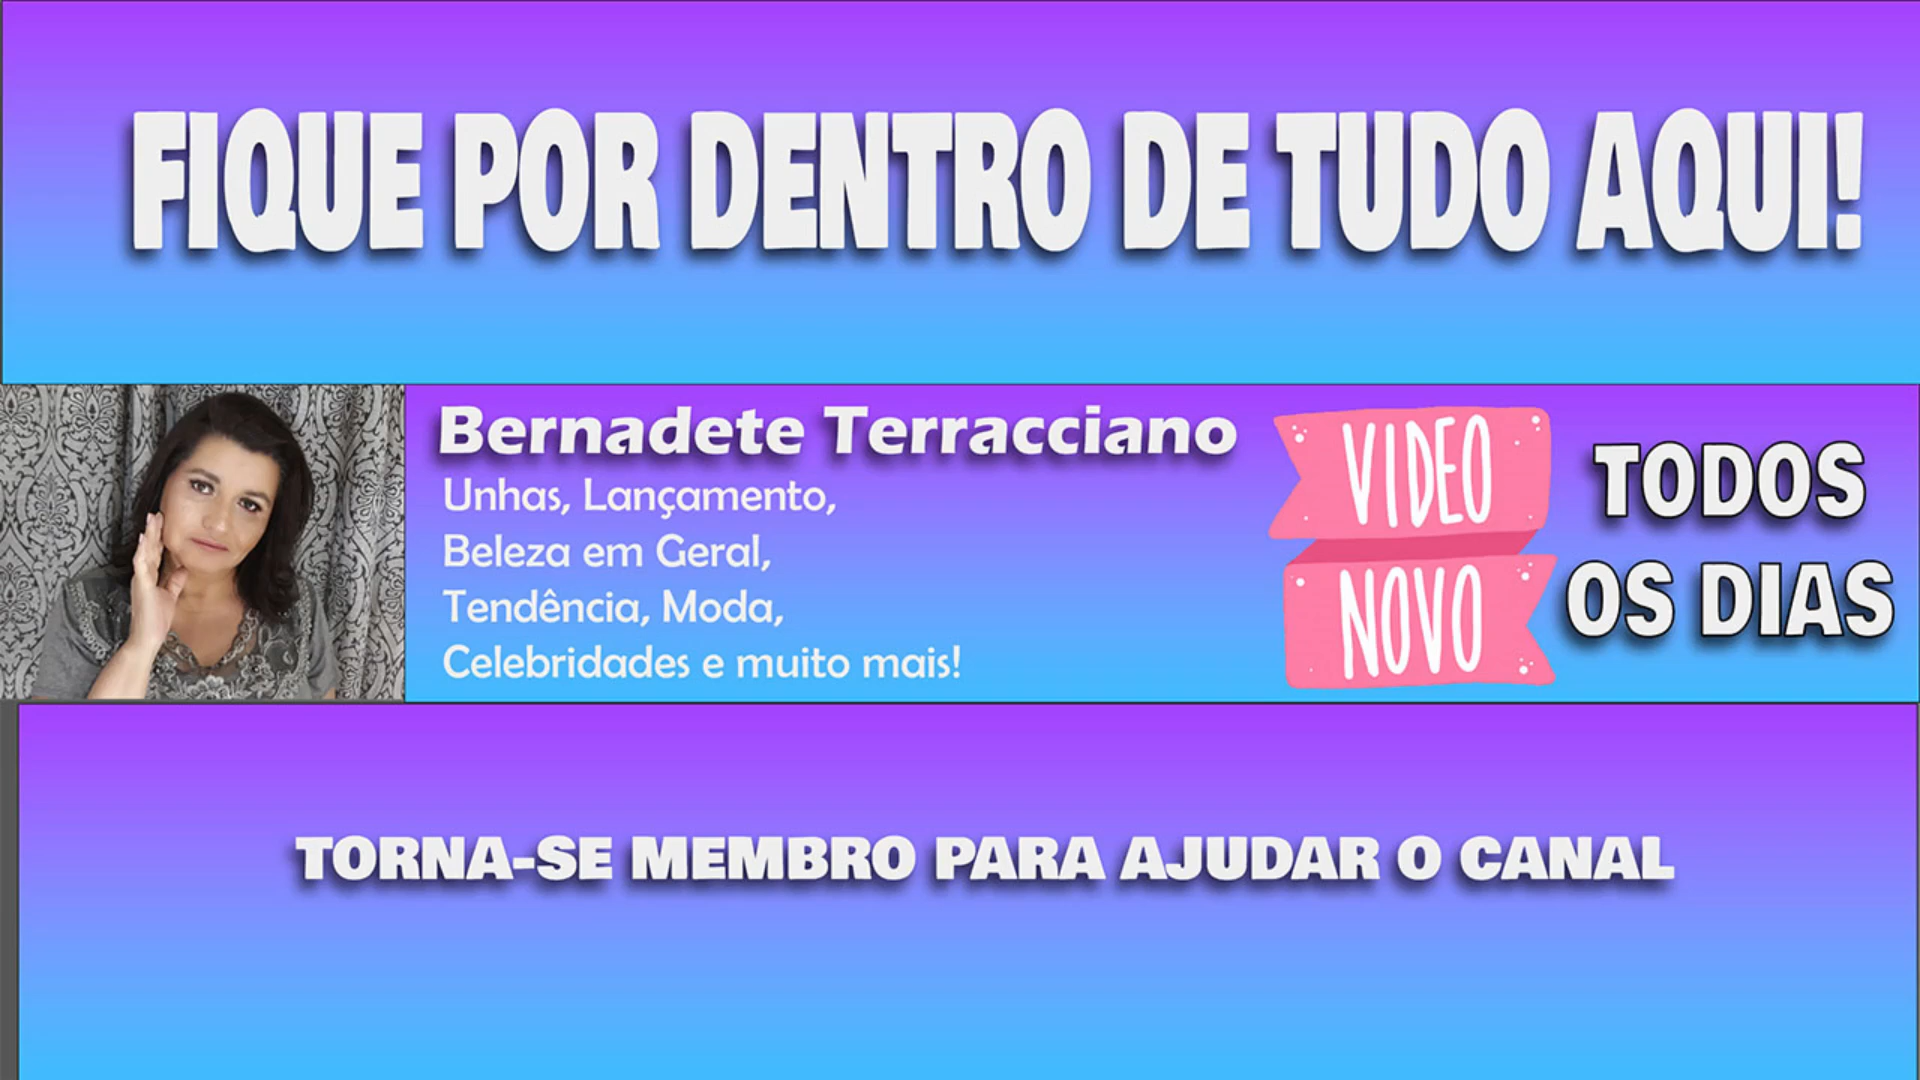 FIQUE POR DENTRO DE TUDO AQUI!
Bernadete Terracciano
Unhas, Lançamento,
Beleza em Geral,
Tendência, Moda,
Celebridades e muito mais!
VIDEO
NOVO
TODOS
OS DIAS
TORNA-SE MEMBRO PARA AJUDAR O CANAL